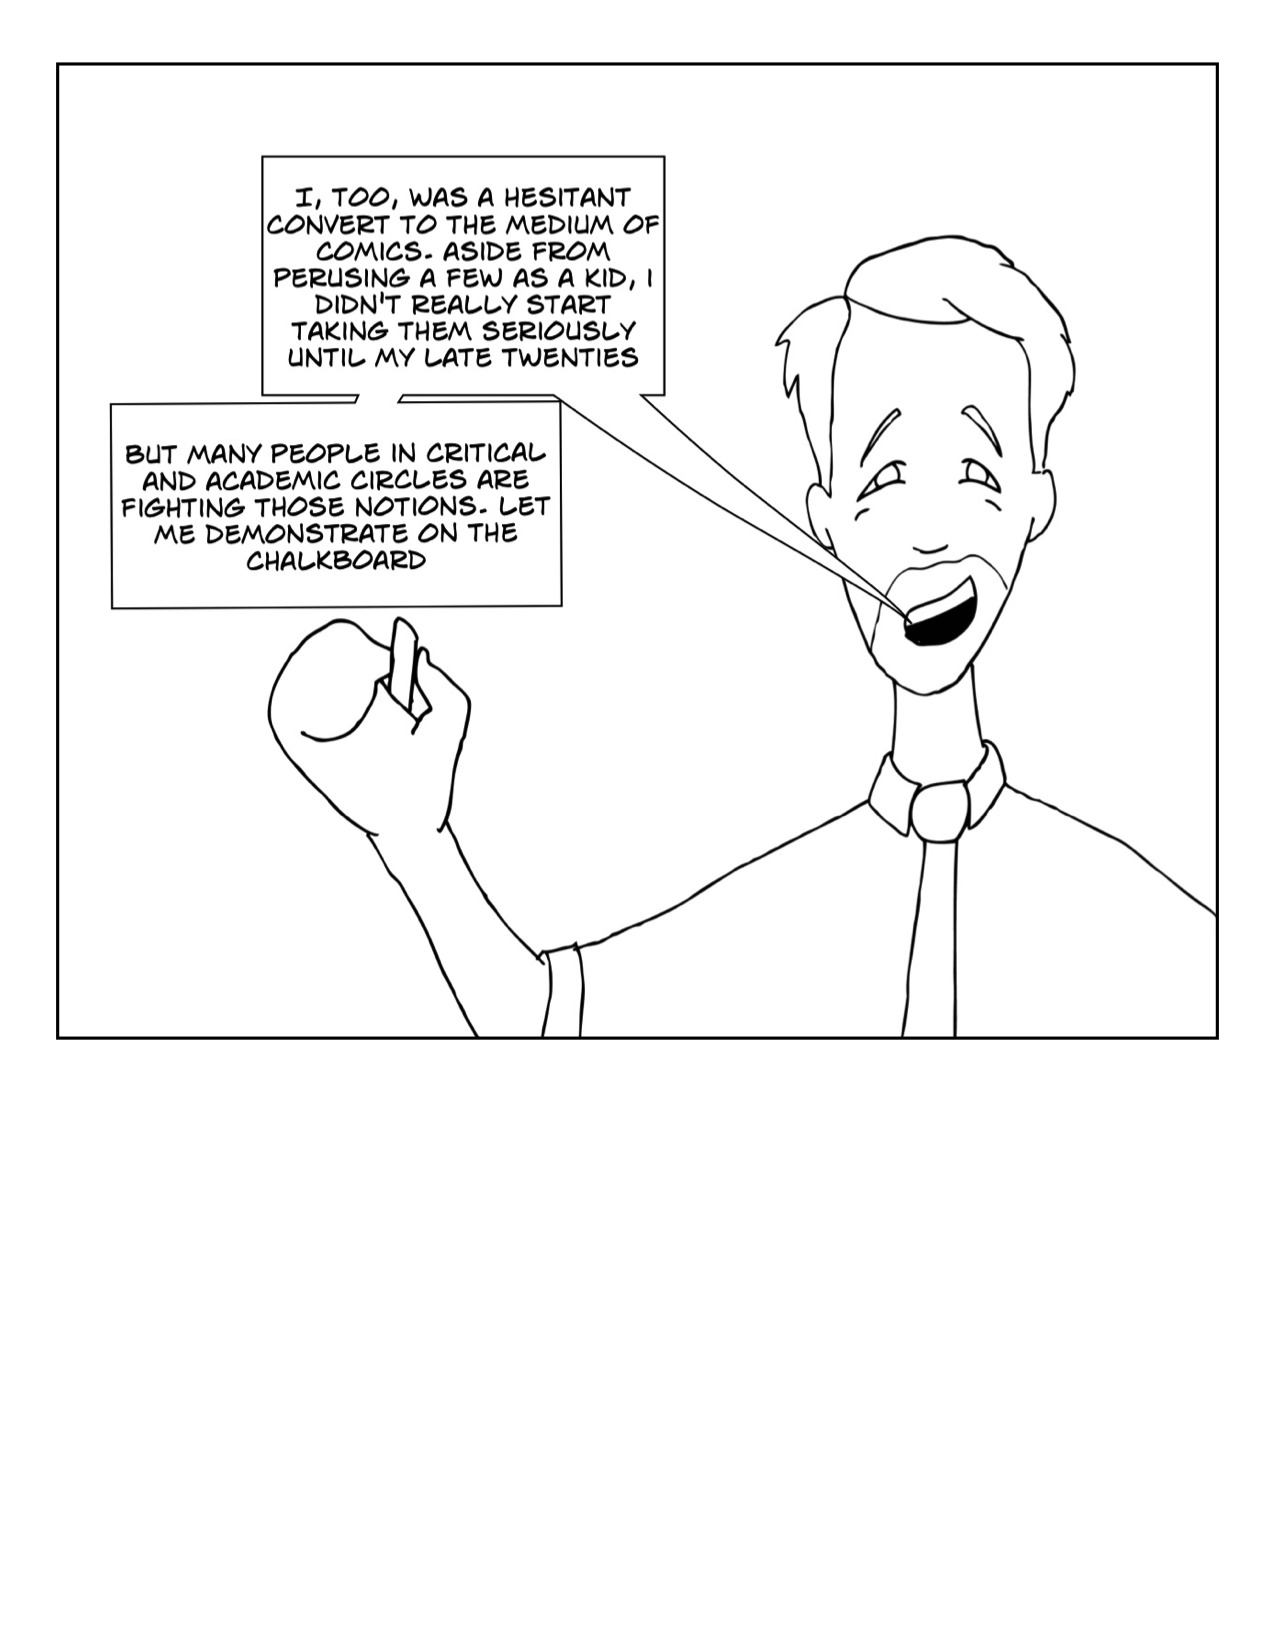 I, TOO, WAS A HESITANT
CONVERT TO THE MEDIUM OF
COMICS. ASIDE FROM
PERUSING A FEW AS A KID, I
DIDN'T REALLY START
TAKING THEM SERIOUSLY
UNTIL MY LATE TWENTIES
BUT MANY PEOPLE IN CRITICAL
AND ACADEMIC CIRCLES ARE
FIGHTING THOSE NOTIONS. LET
ME DEMONSTRATE ON THE
CHALKBOARD